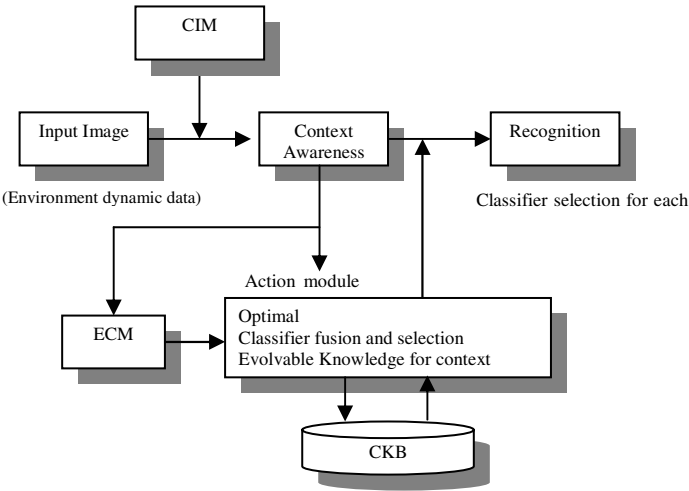 CIM
Input Image
Context
Awareness
Recognition
(Environment dynamic data)
Classifier selection for each
Action module
ECM
Optimal
Classifier fusion and selection
Evolvable Knowledge for context
CKB